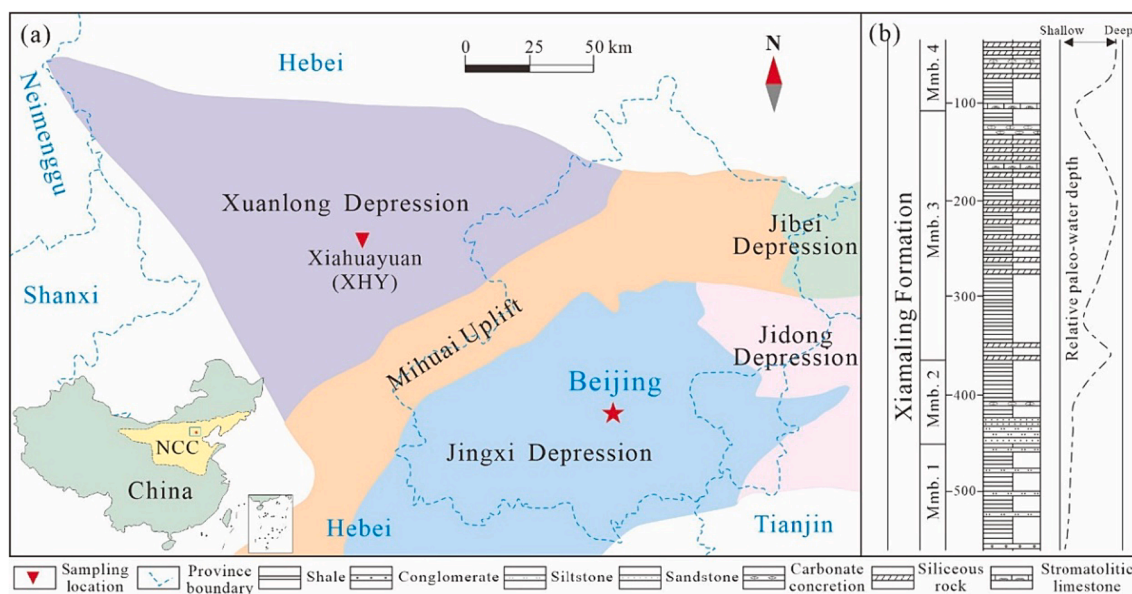 (a)
0 25 50 km
N
Hebei
Neimenggu
Xuanlong Depression
Xiahuayuan
(XHY)
Jibei
Depression
Shanxi
Mihuai Uplift
Jidong
Depression
Beijing
Jingxi Depression
NCC
China
Hebei
Tianjin
(b)
Shallow Deep
Mmb. 4
-100
Mmb. 3
-200
Xiamaling Formation
Relative paleo-water depth
-300
Mmb. 2
-400
Mmb. 1
-500
Sampling
location
Province
boundary
Shale
Conglomerate
Siltstone
Sandstone
Carbonate
concretion
Siliceous
rock
Stromatolitic
limestone